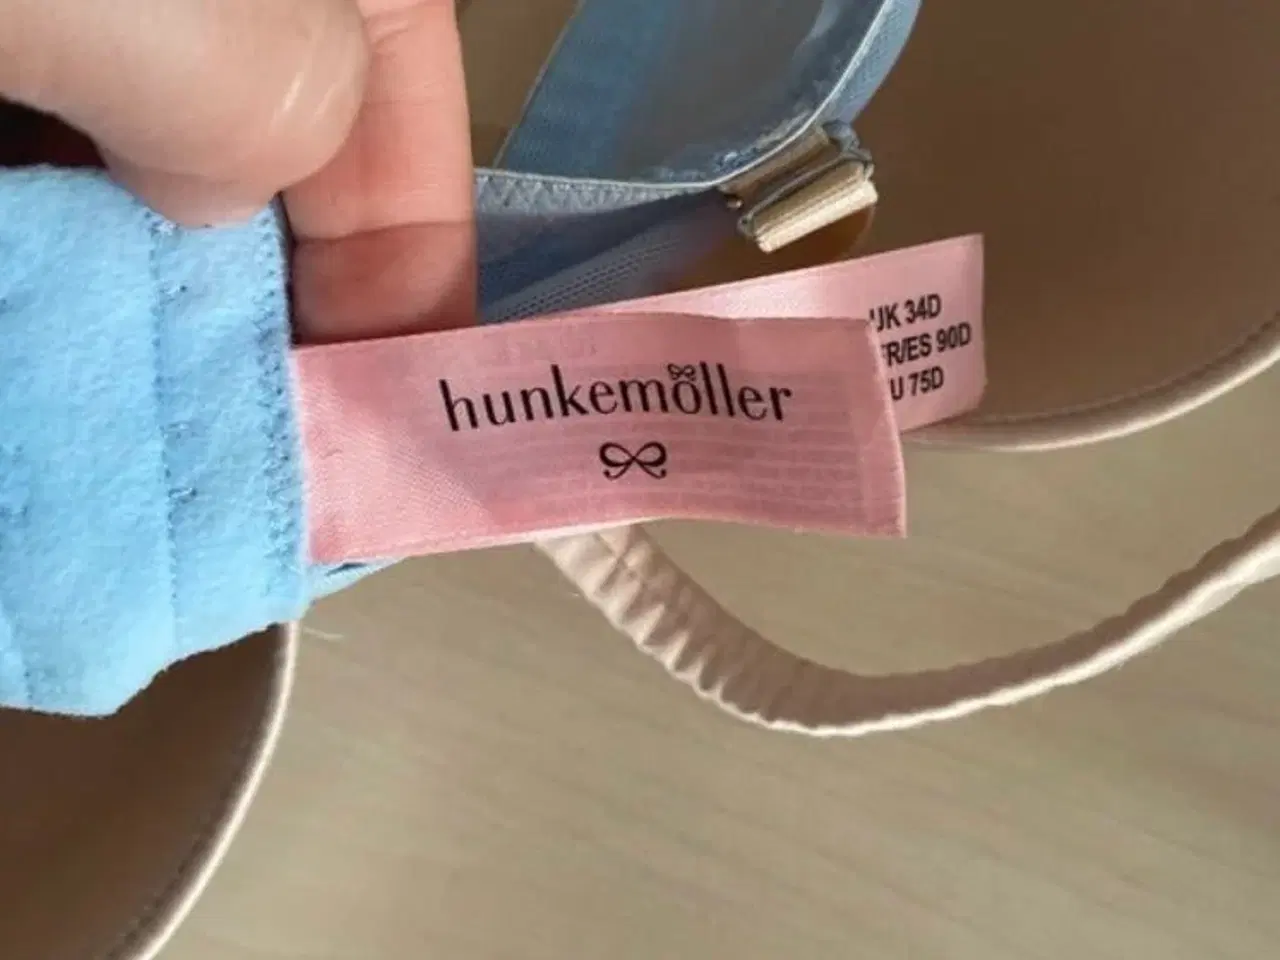 hunkemöller
UK 34D
FR/ES 90D
EU 75D